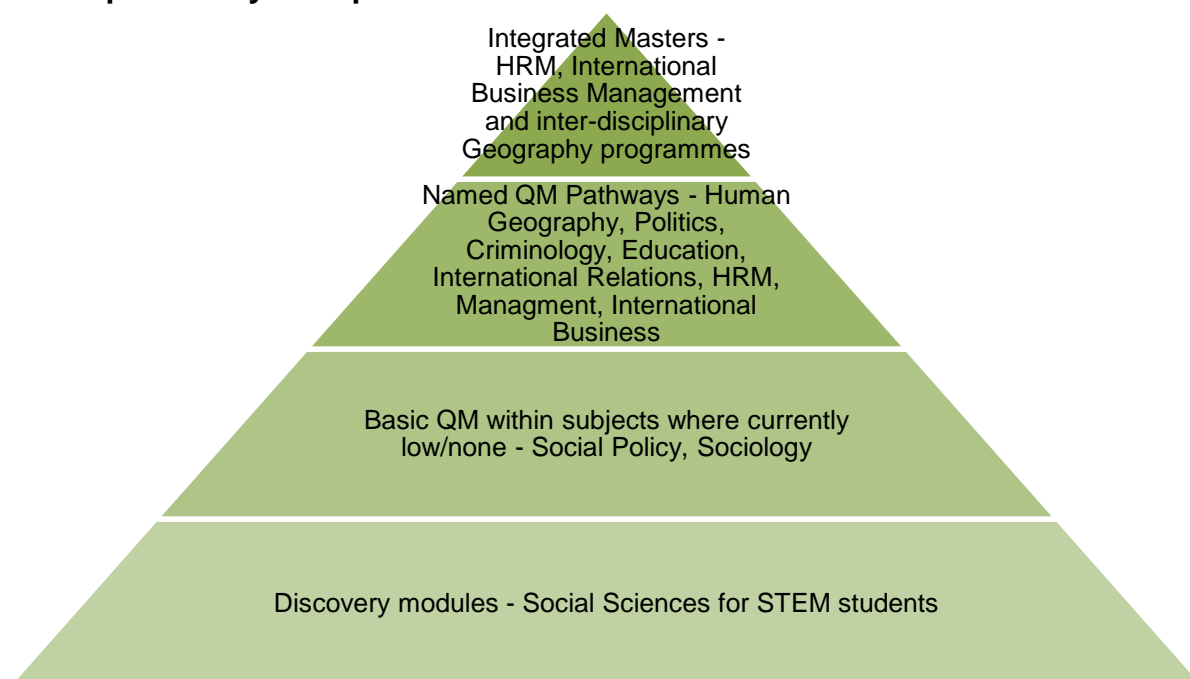 Integrated Masters -
HRM, International
Business Management
and inter-disciplinary
Geography programmes
Named QM Pathways - Human
Geography, Politics,
Criminology, Education,
International Relations, HRM,
Managment, International
Business
Basic QM within subjects where currently
low/none - Social Policy, Sociology
Discovery modules - Social Sciences for STEM students